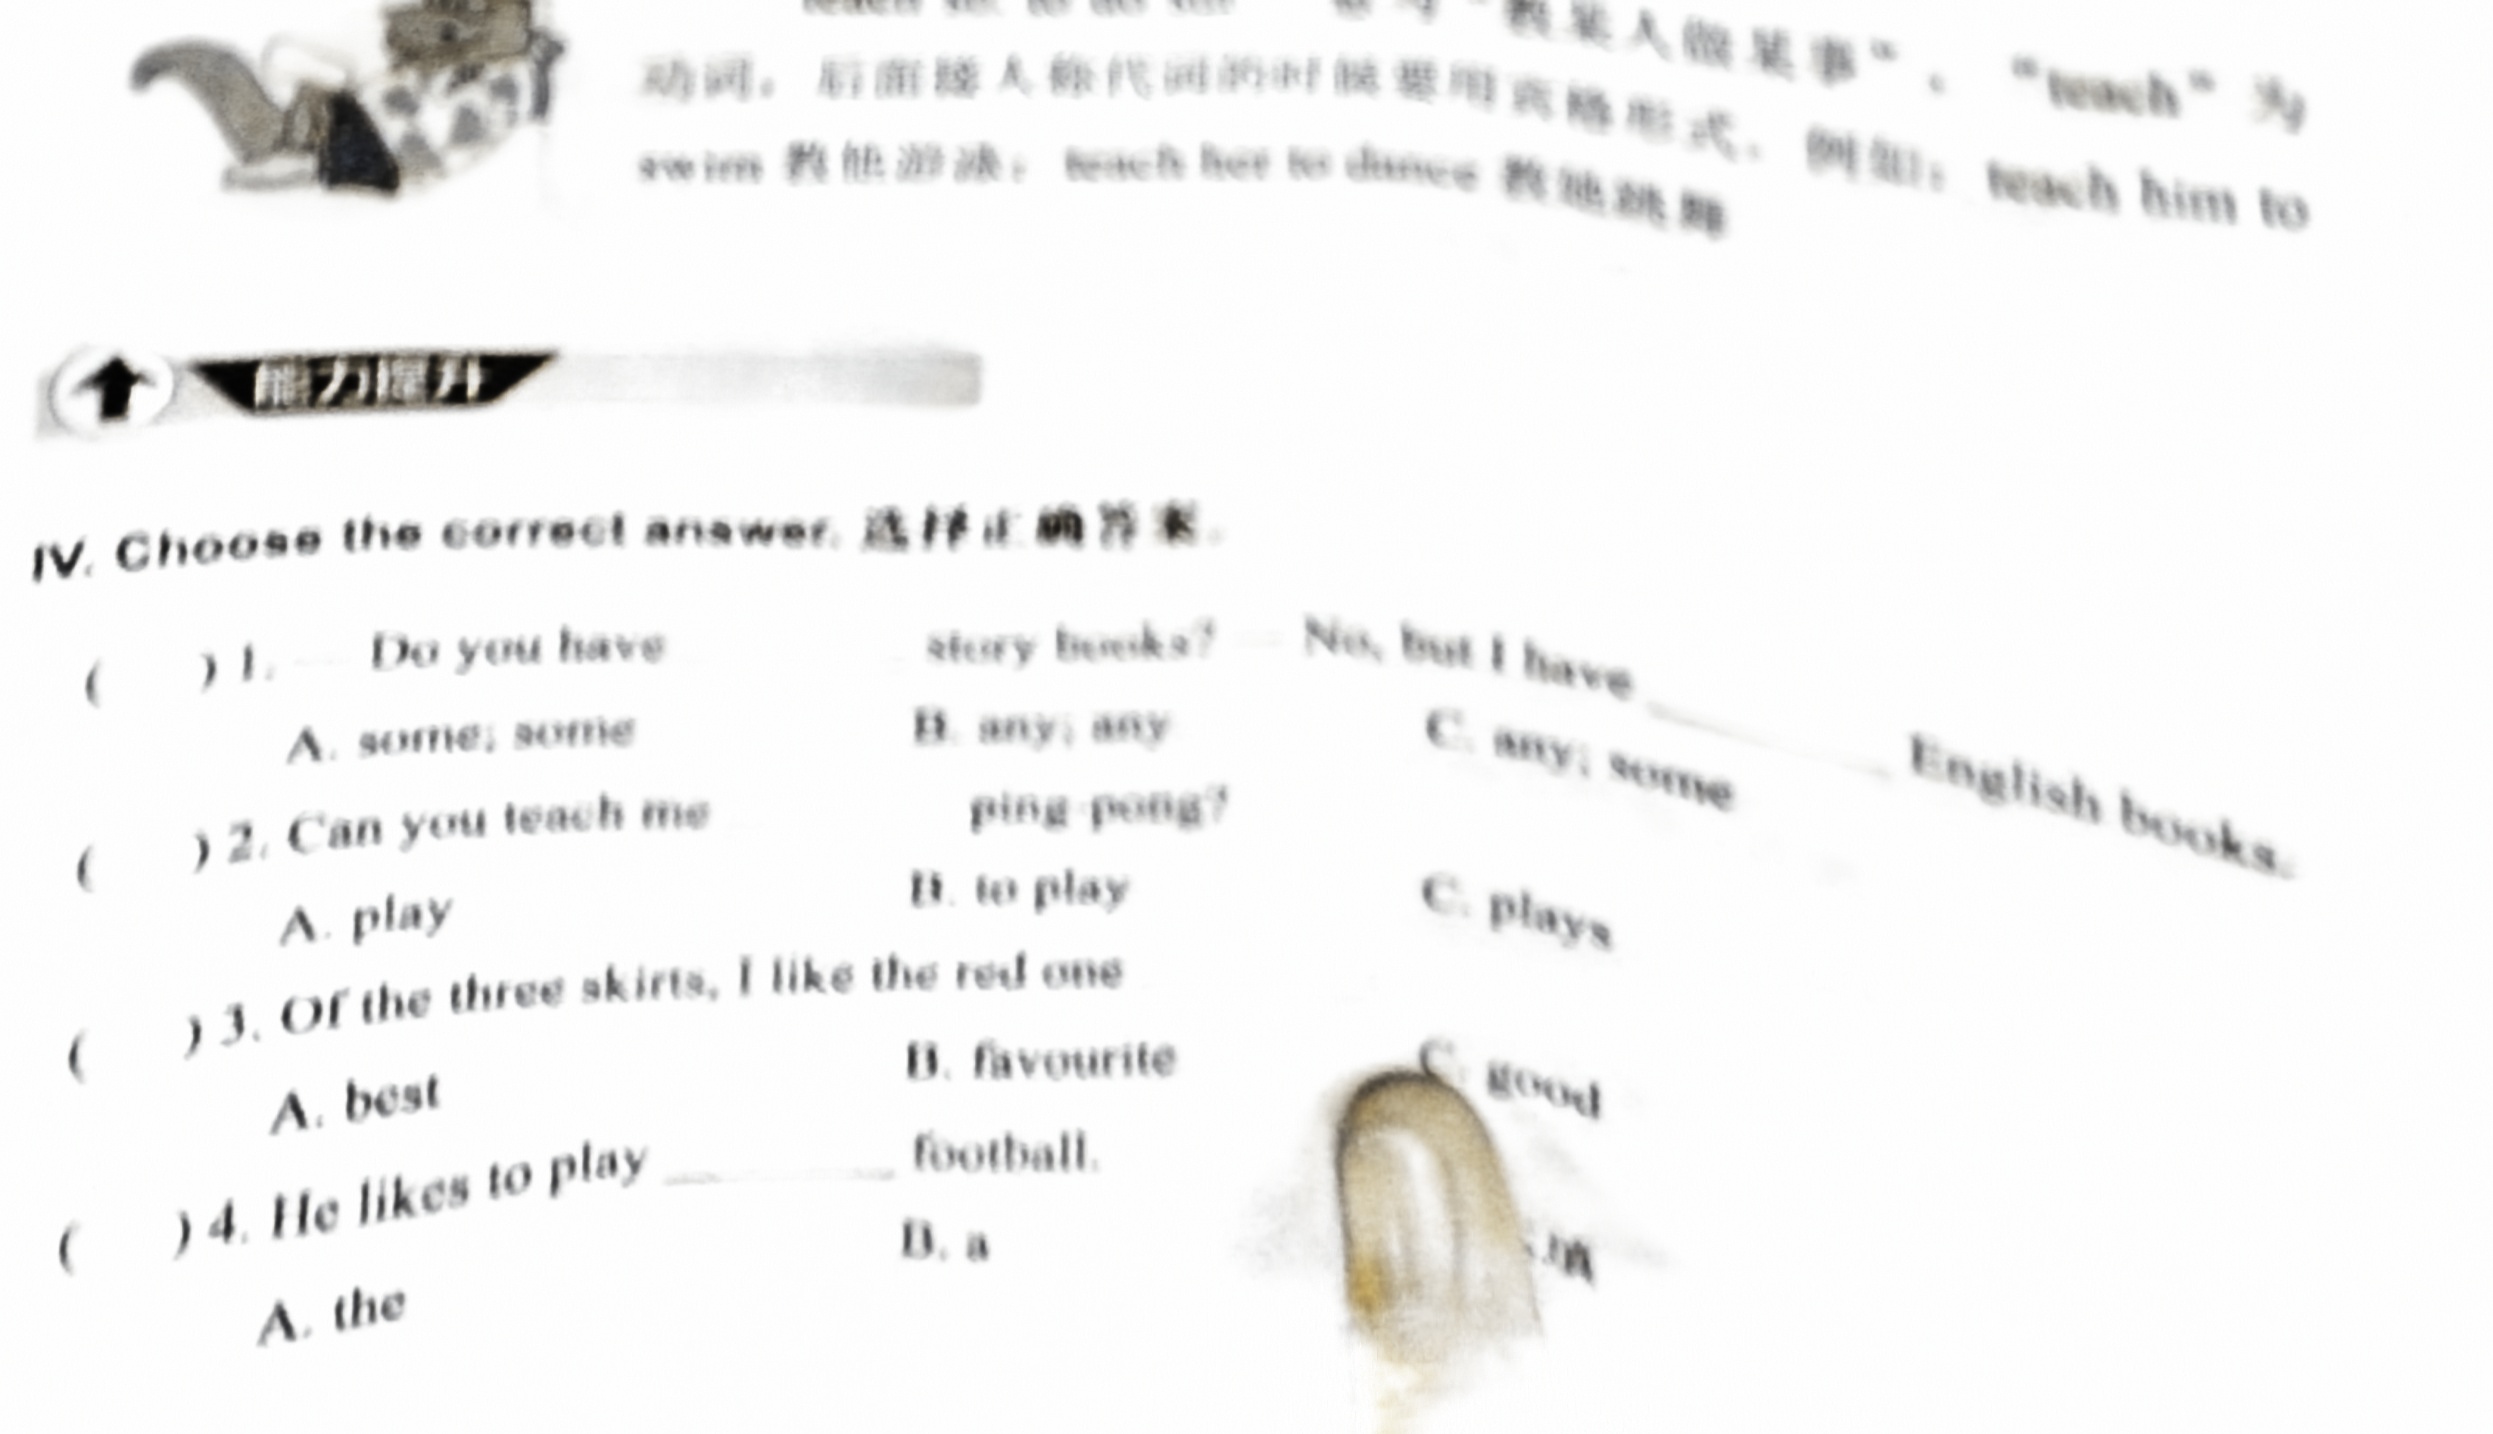 teach sb. to do sth. 意为“教某人做某事”，“teach”为
动词，后面接人称代词的时候要用宾格形式。例如：teach him to
swim 教他游泳；teach her to dance 教她跳舞
能力提升
IV. Choose the correct answer. 选择正确答案。
( ) 1. — Do you have ______ story books? — No, but I have ______ English books.
A. some; some B. any; any C. any; some
( ) 2. Can you teach me ______ ping-pong?
A. play B. to play C. plays
( ) 3. Of the three skirts, I like the red one
A. best B. favourite C. good
( ) 4. He likes to play ______ football.
A. the B. a 填